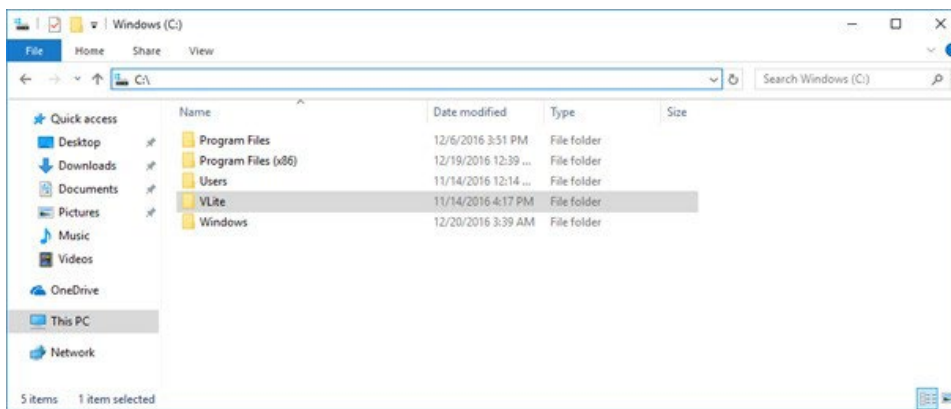 Windows (C:)
File Home Share View
C:\ Search Windows (C:)
Name Date modified Type Size
Quick access
Desktop
Downloads
Documents
Pictures
Music
Videos
OneDrive
This PC
Network
Program Files 12/6/2016 3:51 PM File folder
Program Files (x86) 12/19/2016 12:39 ... File folder
Users 11/14/2016 12:14 ... File folder
VLite 11/14/2016 4:17 PM File folder
Windows 12/20/2016 3:39 AM File folder
5 items 1 item selected